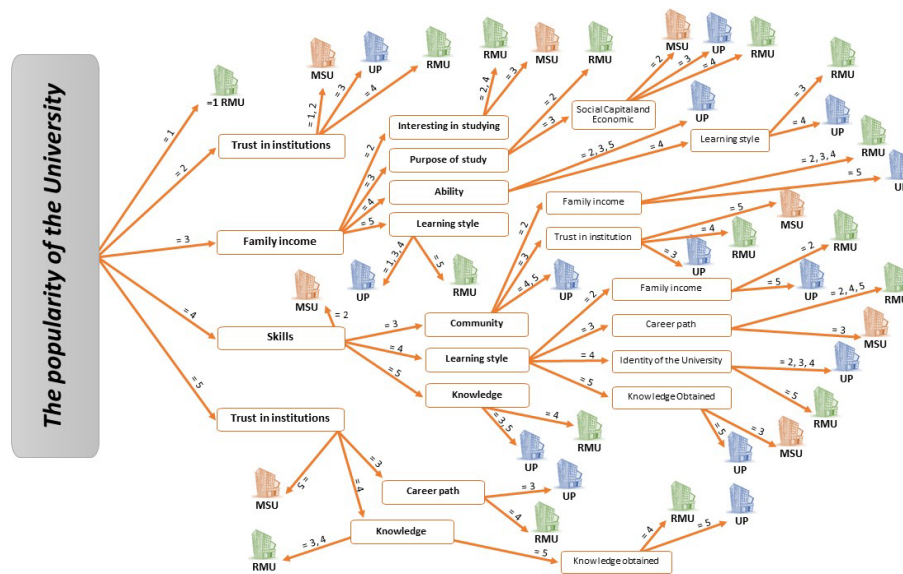 The popularity of the University
= 1
=1 RMU
= 2
Trust in institutions
= 1, 2
MSU
= 3
UP
= 4
RMU
= 3
Family income
= 2
Interesting in studying
= 2, 4
RMU
= 3
MSU
= 3
Purpose of study
= 2
RMU
= 3
Social Capital and
Economic
= 2
MSU
= 3
UP
= 4
RMU
= 4
Ability
= 2, 3, 5
UP
= 4
Learning style
= 3
RMU
= 4
UP
= 5
Learning style
= 1, 3, 4
UP
= 5
RMU
= 4
Skills
= 2
MSU
= 3
Community
= 2
Family income
= 2, 3, 4
RMU
= 5
UP
= 3
Trust in institution
= 5
MSU
= 4
RMU
= 3
UP
= 4, 5
UP
= 4
Learning style
= 2
Family income
= 2
RMU
= 5
UP
= 3
Career path
= 2, 4, 5
RMU
= 3
MSU
= 4
Identity of the University
= 2, 3, 4
UP
= 5
RMU
= 5
Knowledge Obtained
= 3
MSU
= 5
UP
= 5
Knowledge
= 4
RMU
= 3, 5
UP
= 5
Trust in institutions
5 =
MSU
= 3
Career path
= 3
UP
= 4
RMU
= 4
Knowledge
= 3, 4
RMU
= 5
Knowledge obtained
= 4
RMU
= 5
UP